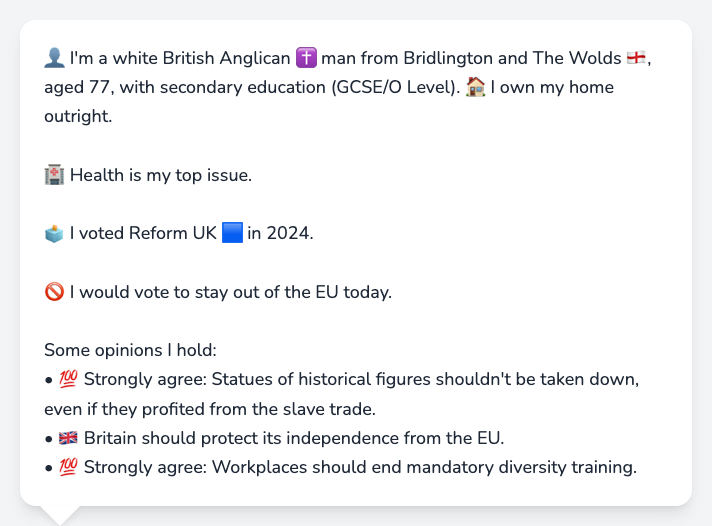 👤 I'm a white British Anglican ✝️ man from Bridlington and The Wolds 🏴󠁧󠁢󠁥󠁮󠁧󠁿,
aged 77, with secondary education (GCSE/O Level). 🏠 I own my home
outright.
🏥 Health is my top issue.
🗳️ I voted Reform UK 🟦 in 2024.
🚫 I would vote to stay out of the EU today.
Some opinions I hold:
• 💯 Strongly agree: Statues of historical figures shouldn't be taken down,
even if they profited from the slave trade.
• 🇬🇧 Britain should protect its independence from the EU.
• 💯 Strongly agree: Workplaces should end mandatory diversity training.